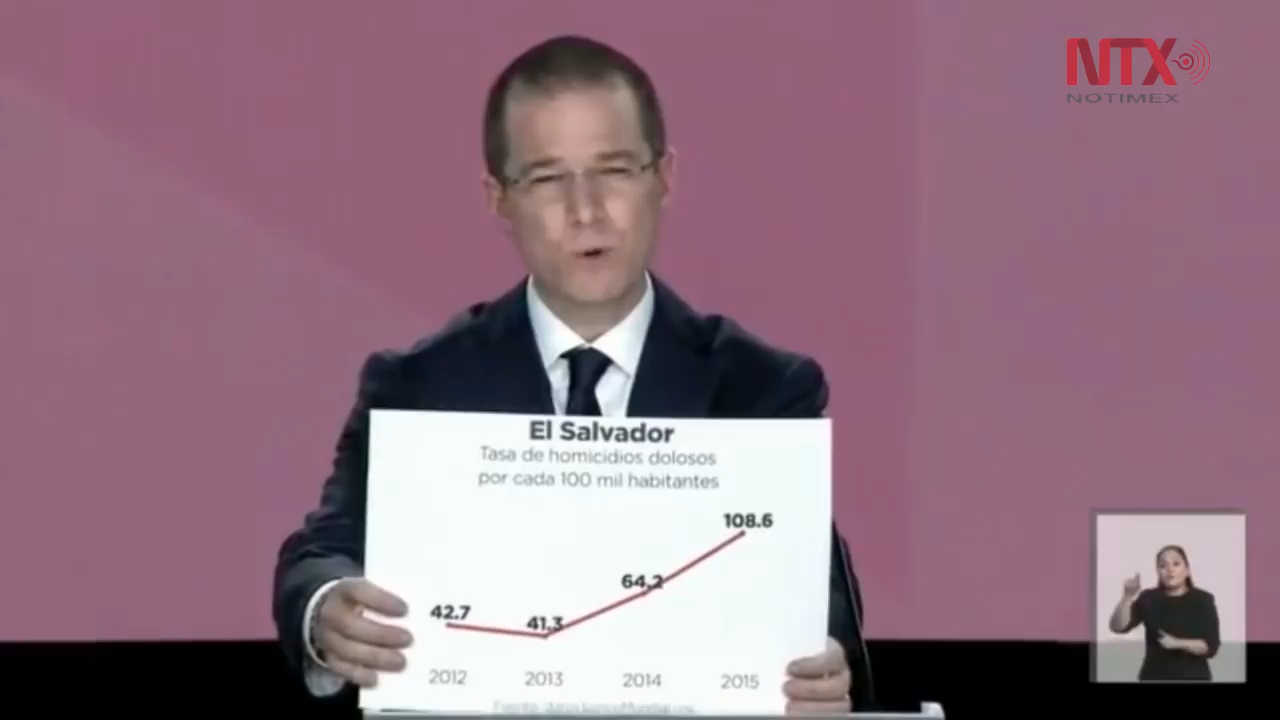 NTX
NOTIMEX
El Salvador
Tasa de homicidios dolosos
por cada 100 mil habitantes
108.6
64.2
42.7
41.3
2012 2013 2014 2015
Fuente: